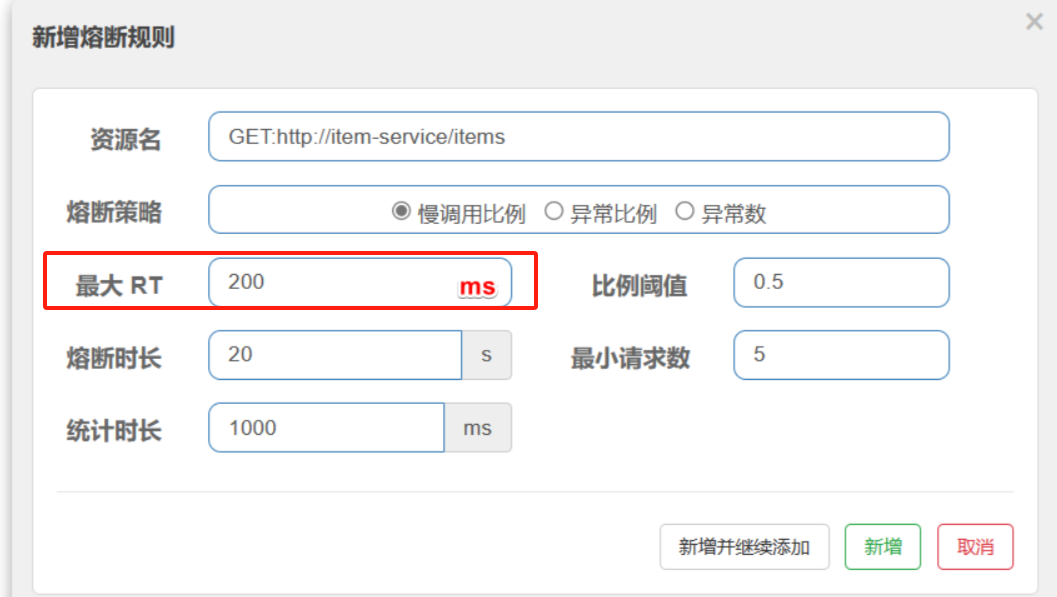 新增熔断规则
×
资源名 GET:http://item-service/items
熔断策略 慢调用比例 异常比例 异常数
最大 RT 200 ms 比例阈值 0.5
熔断时长 20 s 最小请求数 5
统计时长 1000 ms
新增并继续添加 新增 取消